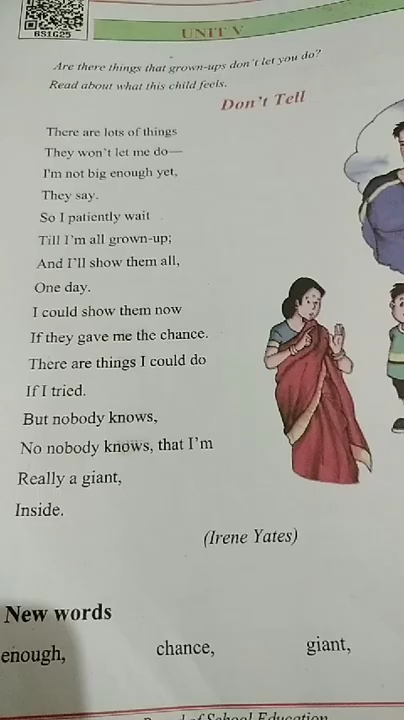 BS1G25
UNIT V
Are there things that grown-ups don't let you do?
Read about what this child feels.
Don't Tell
There are lots of things
They won't let me do—
I'm not big enough yet,
They say.
So I patiently wait
Till I'm all grown-up;
And I'll show them all,
One day.
I could show them now
If they gave me the chance.
There are things I could do
If I tried.
But nobody knows,
No nobody knows, that I'm
Really a giant,
Inside.
(Irene Yates)
New words
enough, chance, giant,
of School Education